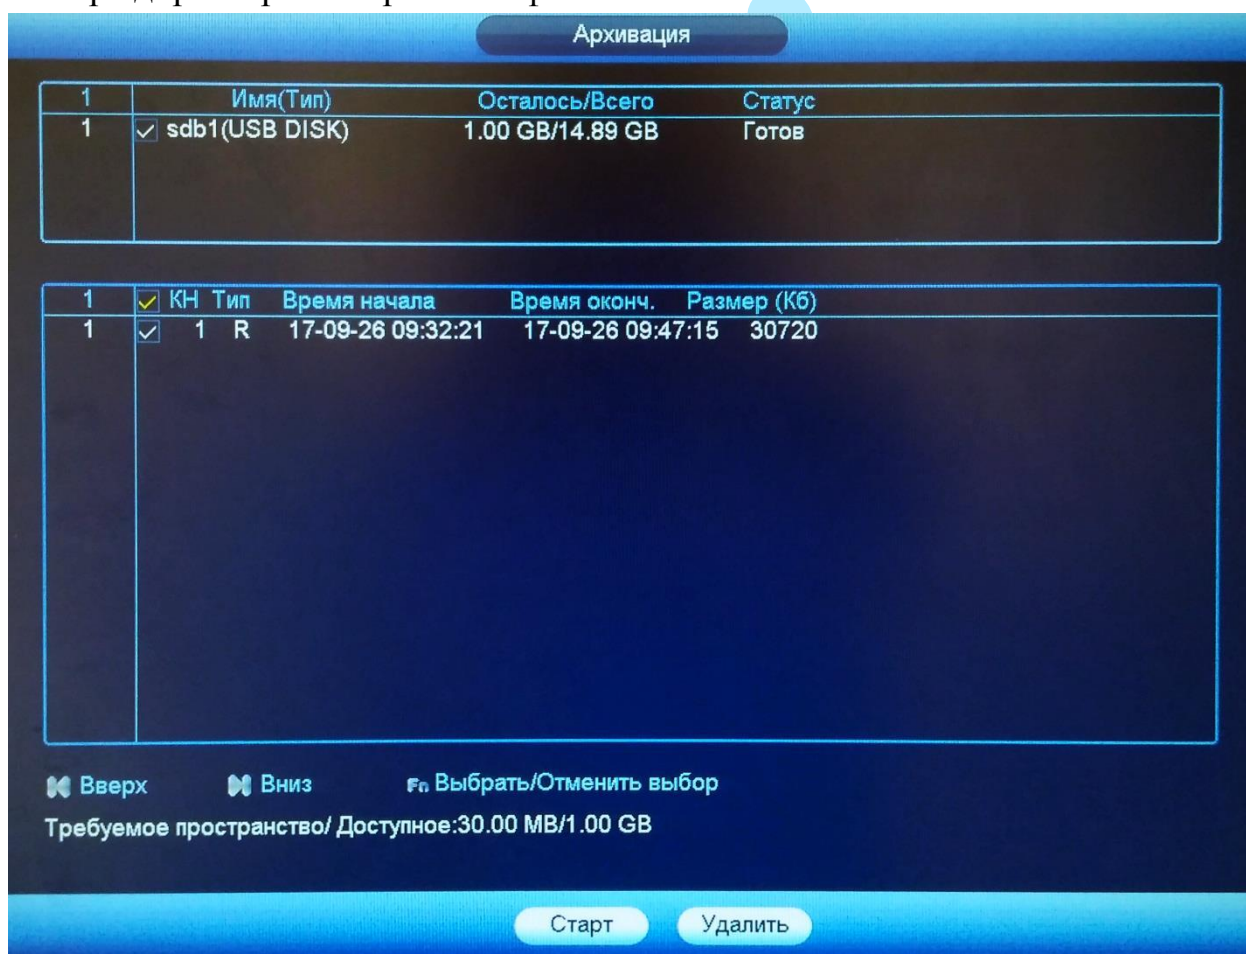 Архивация
1 Имя(Тип) Осталось/Всего Статус
1 sdb1(USB DISK) 1.00 GB/14.89 GB Готов
1 КН Тип Время начала Время оконч. Размер (Кб)
1 1 R 17-09-26 09:32:21 17-09-26 09:47:15 30720
Вверх Вниз Fn Выбрать/Отменить выбор
Требуемое пространство/ Доступное:30.00 MB/1.00 GB
Старт Удалить